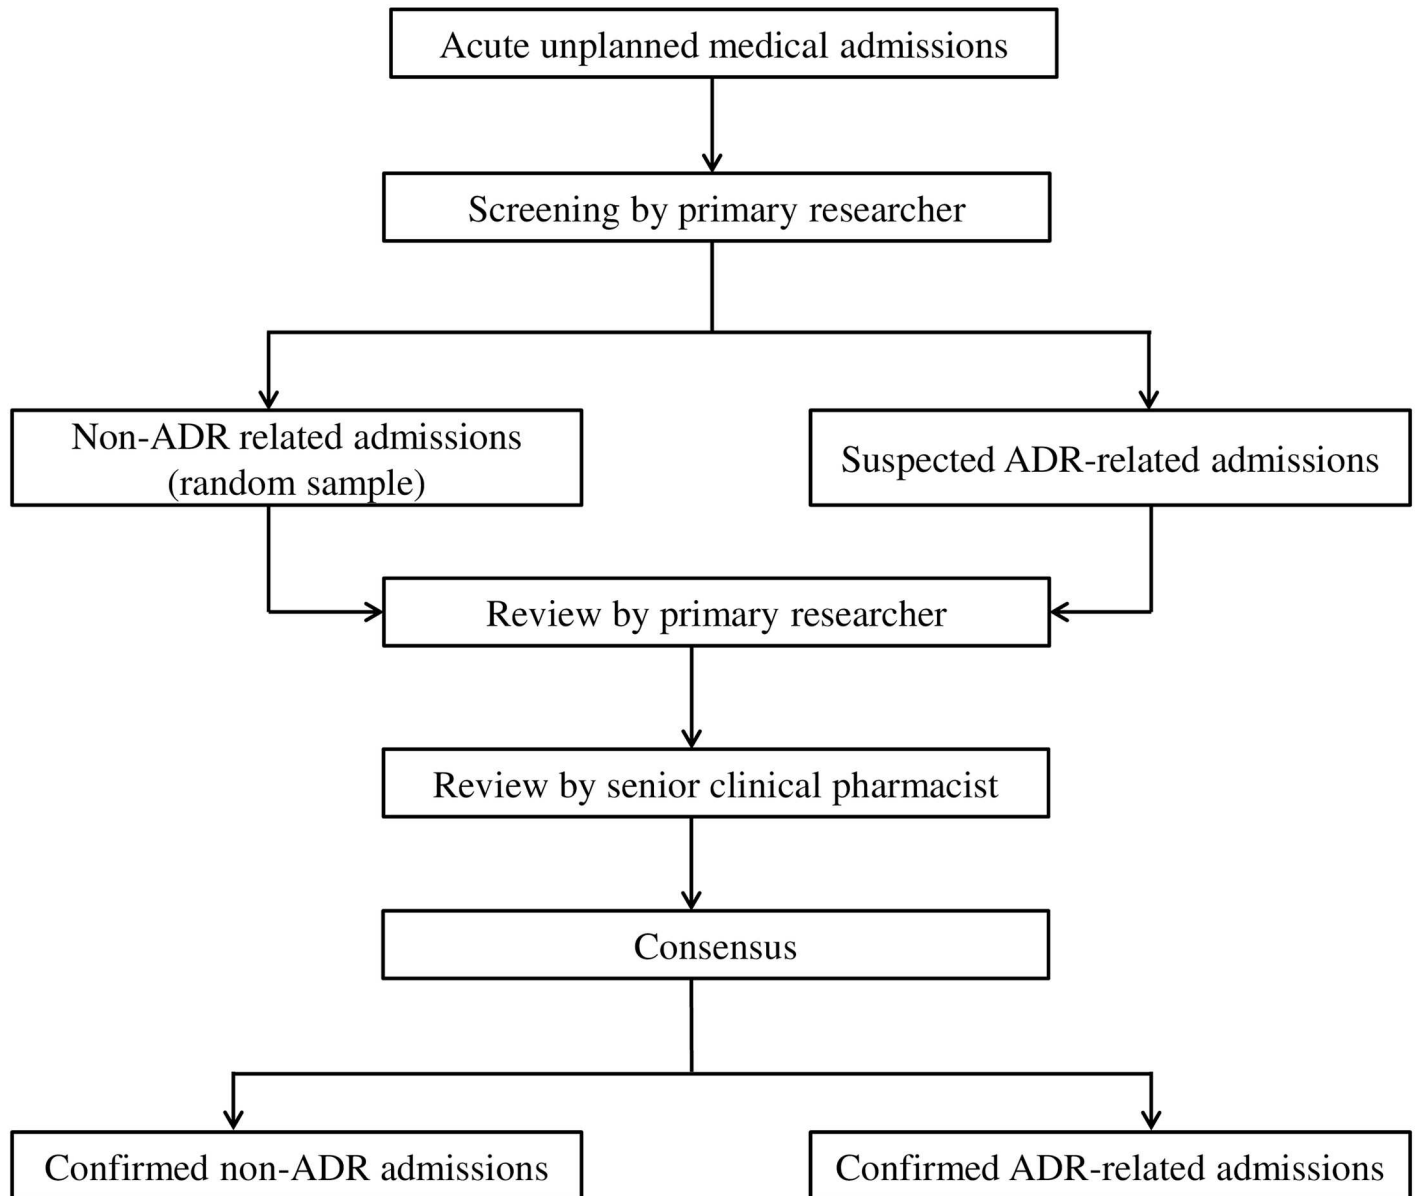 Acute unplanned medical admissions
Screening by primary researcher
Non-ADR related admissions
(random sample)
Suspected ADR-related admissions
Review by primary researcher
Review by senior clinical pharmacist
Consensus
Confirmed non-ADR admissions
Confirmed ADR-related admissions